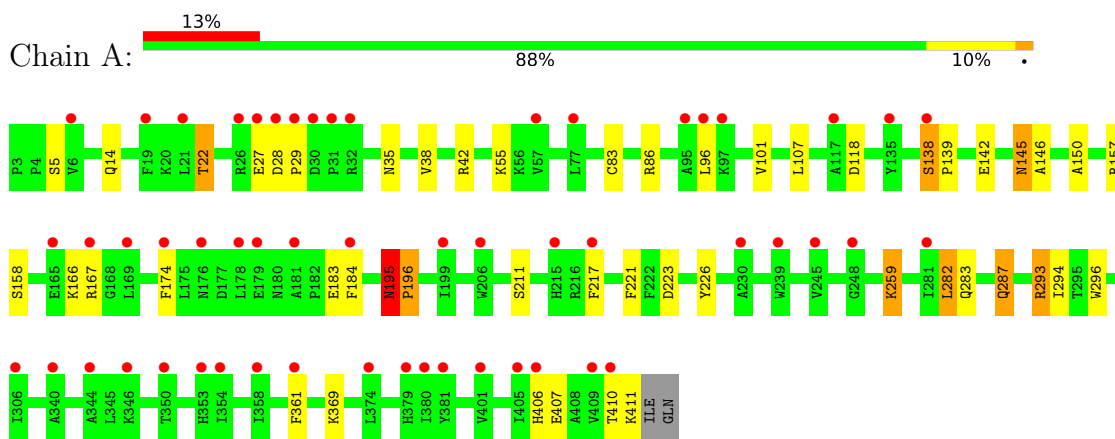 13%
Chain A:
88% 10% •
P3 P4 S5 V6 Q14 F19 K20 L21 T22 R26 E27 D28 P29 D30 P31 R32 N35 V38 R42 K55 K56 V57 L77 C83 R86 A95 L96 K97 V101 L107 A117 D118 Y135 S138 P139 E142 N145 A146 A150 R157
S158 E165 K166 R167 G168 L169 F174 L175 N176 D177 L178 E179 N180 A181 P182 E183 F184 N195 P196 I199 W206 S211 H215 R216 F217 F221 F222 D223 Y226 A230 W239 V245 G248 K259 I281 L282 Q283 Q287 R293 I294 T295 W296
I306 A340 A344 L345 K346 T350 H353 I354 I358 F361 K369 L374 H379 I380 Y381 V401 I405 H406 E407 A408 V409 T410 K411 ILE GLN